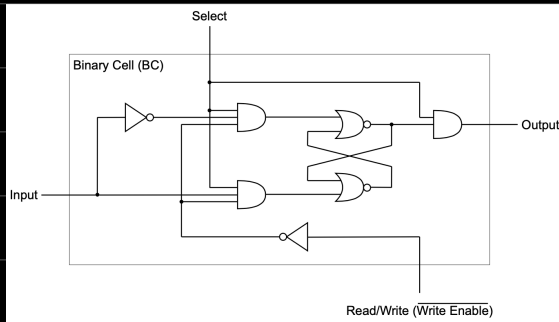 Select
Binary Cell (BC)
Output
Input
Read/Write (Write Enable)